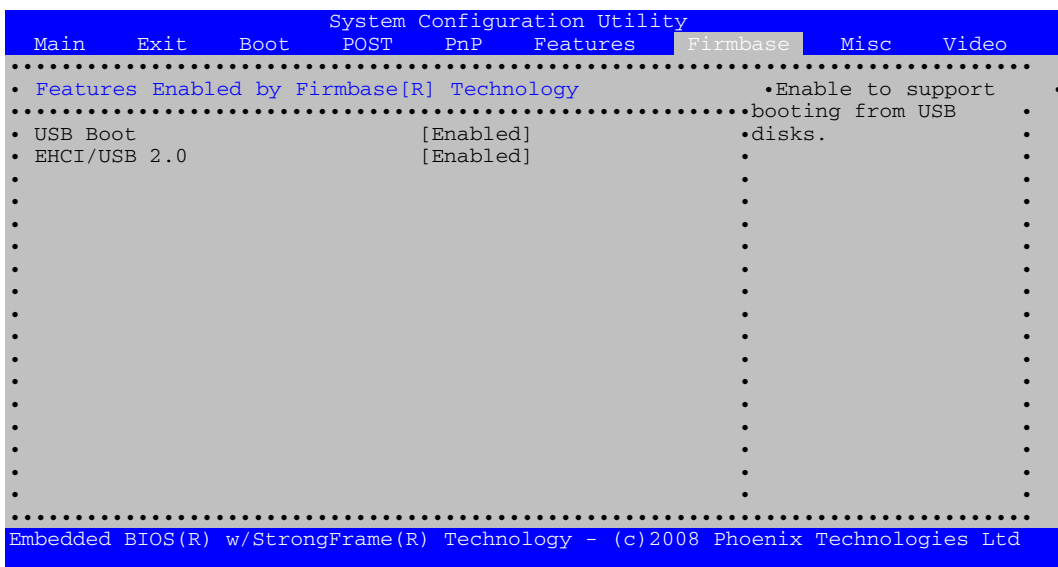 System Configuration Utility
Main Exit Boot POST PnP Features Firmbase Misc Video
Features Enabled by Firmbase[R] Technology
USB Boot [Enabled]
EHCI/USB 2.0 [Enabled]
Enable to support
booting from USB
disks.
Embedded BIOS(R) w/StrongFrame(R) Technology - (c)2008 Phoenix Technologies Ltd